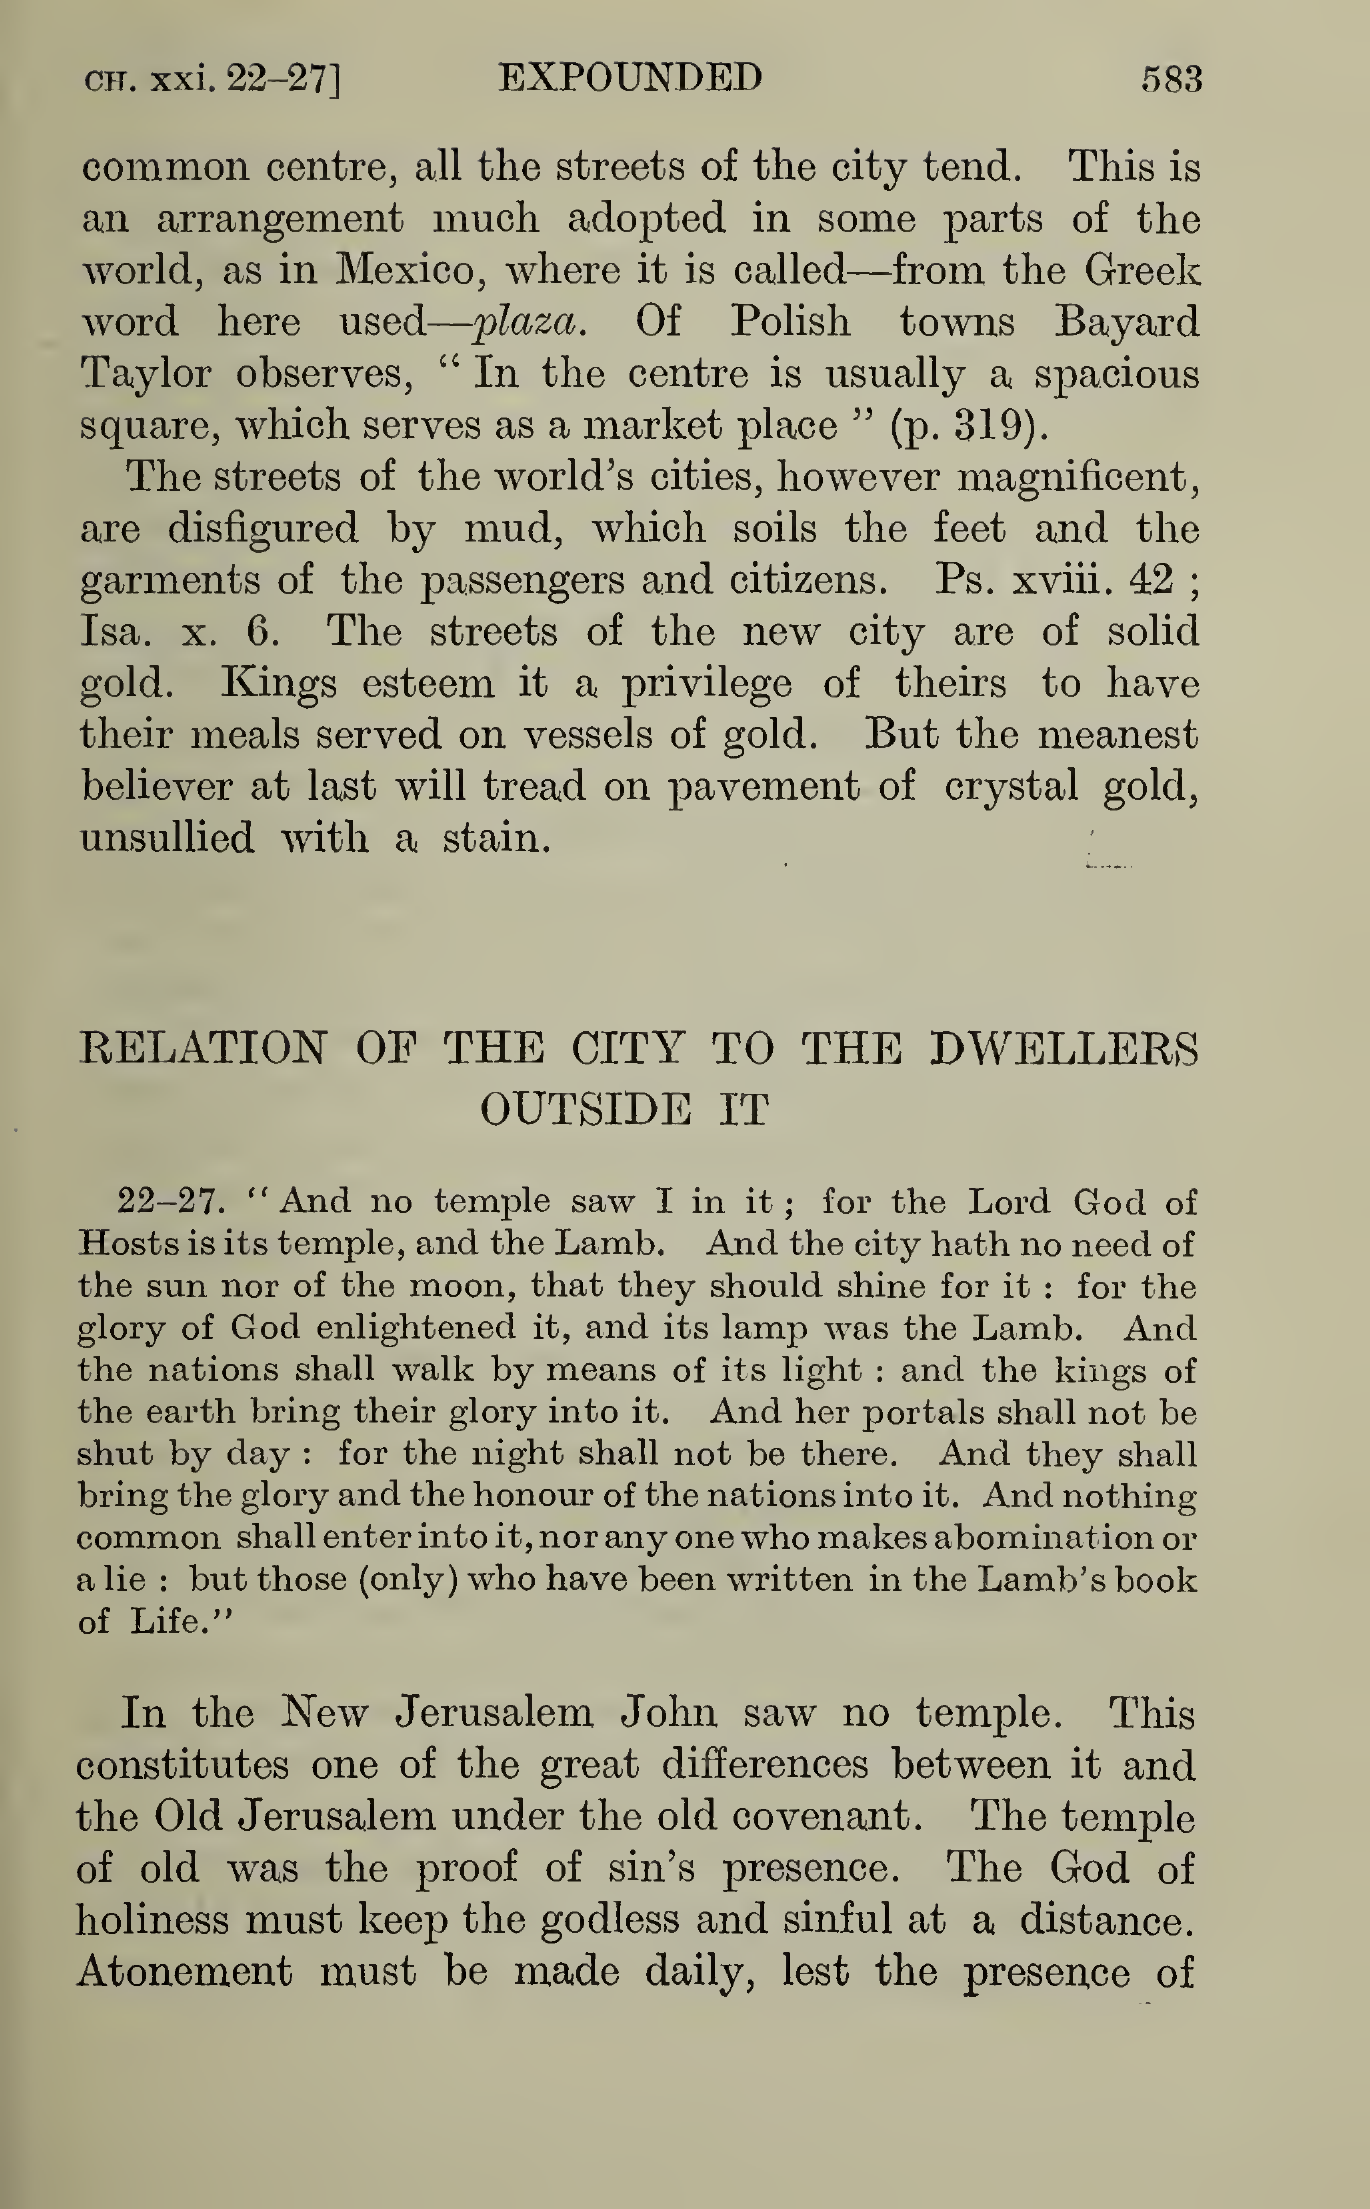 CH. xxi. 22–27] EXPOUNDED 583
common centre, all the streets of the city tend. This is
an arrangement much adopted in some parts of the
world, as in Mexico, where it is called—from the Greek
word here used—plaza. Of Polish towns Bayard
Taylor observes, “ In the centre is usually a spacious
square, which serves as a market place ” (p. 319).
The streets of the world’s cities, however magnificent,
are disfigured by mud, which soils the feet and the
garments of the passengers and citizens. Ps. xviii. 42 ;
Isa. x. 6. The streets of the new city are of solid
gold. Kings esteem it a privilege of theirs to have
their meals served on vessels of gold. But the meanest
believer at last will tread on pavement of crystal gold,
unsullied with a stain.
RELATION OF THE CITY TO THE DWELLERS
OUTSIDE IT
22–27. “ And no temple saw I in it ; for the Lord God of
Hosts is its temple, and the Lamb. And the city hath no need of
the sun nor of the moon, that they should shine for it : for the
glory of God enlightened it, and its lamp was the Lamb. And
the nations shall walk by means of its light : and the kings of
the earth bring their glory into it. And her portals shall not be
shut by day : for the night shall not be there. And they shall
bring the glory and the honour of the nations into it. And nothing
common shall enter into it, nor any one who makes abomination or
a lie : but those (only) who have been written in the Lamb’s book
of Life.”
In the New Jerusalem John saw no temple. This
constitutes one of the great differences between it and
the Old Jerusalem under the old covenant. The temple
of old was the proof of sin’s presence. The God of
holiness must keep the godless and sinful at a distance.
Atonement must be made daily, lest the presence of